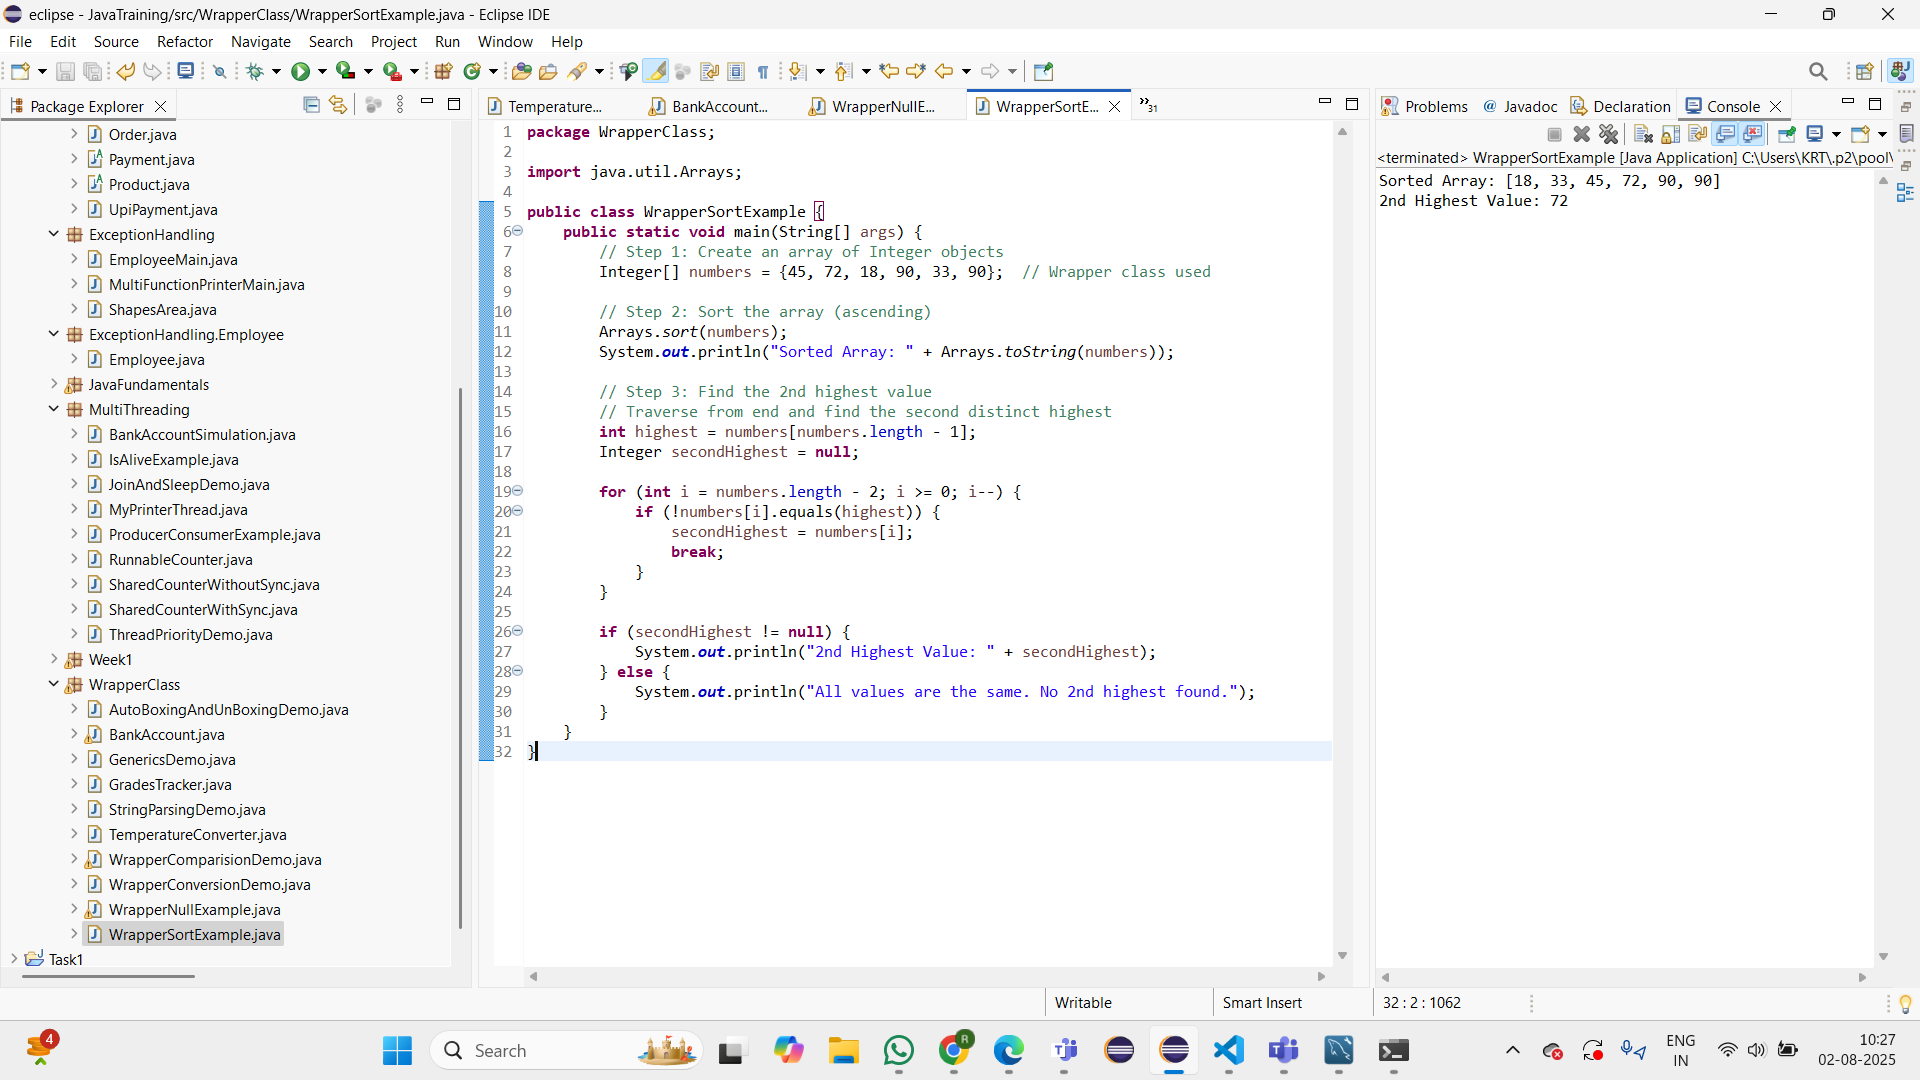 eclipse - JavaTraining/src/WrapperClass/WrapperSortExample.java - Eclipse IDE
File Edit Source Refactor Navigate Search Project Run Window Help
Package Explorer
Order.java
Payment.java
Product.java
UpiPayment.java
ExceptionHandling
EmployeeMain.java
MultiFunctionPrinterMain.java
ShapesArea.java
ExceptionHandling.Employee
Employee.java
JavaFundamentals
MultiThreading
BankAccountSimulation.java
IsAliveExample.java
JoinAndSleepDemo.java
MyPrinterThread.java
ProducerConsumerExample.java
RunnableCounter.java
SharedCounterWithoutSync.java
SharedCounterWithSync.java
ThreadPriorityDemo.java
Week1
WrapperClass
AutoBoxingAndUnBoxingDemo.java
BankAccount.java
GenericsDemo.java
GradesTracker.java
StringParsingDemo.java
TemperatureConverter.java
WrapperComparisionDemo.java
WrapperConversionDemo.java
WrapperNullExample.java
WrapperSortExample.java
Task1
Temperature... BankAccount... WrapperNullE... WrapperSortE... »31
1 package WrapperClass;
2
3 import java.util.Arrays;
4
5 public class WrapperSortExample {
6 public static void main(String[] args) {
7 // Step 1: Create an array of Integer objects
8 Integer[] numbers = {45, 72, 18, 90, 33, 90}; // Wrapper class used
9
10 // Step 2: Sort the array (ascending)
11 Arrays.sort(numbers);
12 System.out.println("Sorted Array: " + Arrays.toString(numbers));
13
14 // Step 3: Find the 2nd highest value
15 // Traverse from end and find the second distinct highest
16 int highest = numbers[numbers.length - 1];
17 Integer secondHighest = null;
18
19 for (int i = numbers.length - 2; i >= 0; i--) {
20 if (!numbers[i].equals(highest)) {
21 secondHighest = numbers[i];
22 break;
23 }
24 }
25
26 if (secondHighest != null) {
27 System.out.println("2nd Highest Value: " + secondHighest);
28 } else {
29 System.out.println("All values are the same. No 2nd highest found.");
30 }
31 }
32 }
Problems Javadoc Declaration Console
<terminated> WrapperSortExample [Java Application] C:\Users\KRT\.p2\pool\
Sorted Array: [18, 33, 45, 72, 90, 90]
2nd Highest Value: 72
Writable Smart Insert 32 : 2 : 1062
4
Search
R
ENG
IN
10:27
02-08-2025